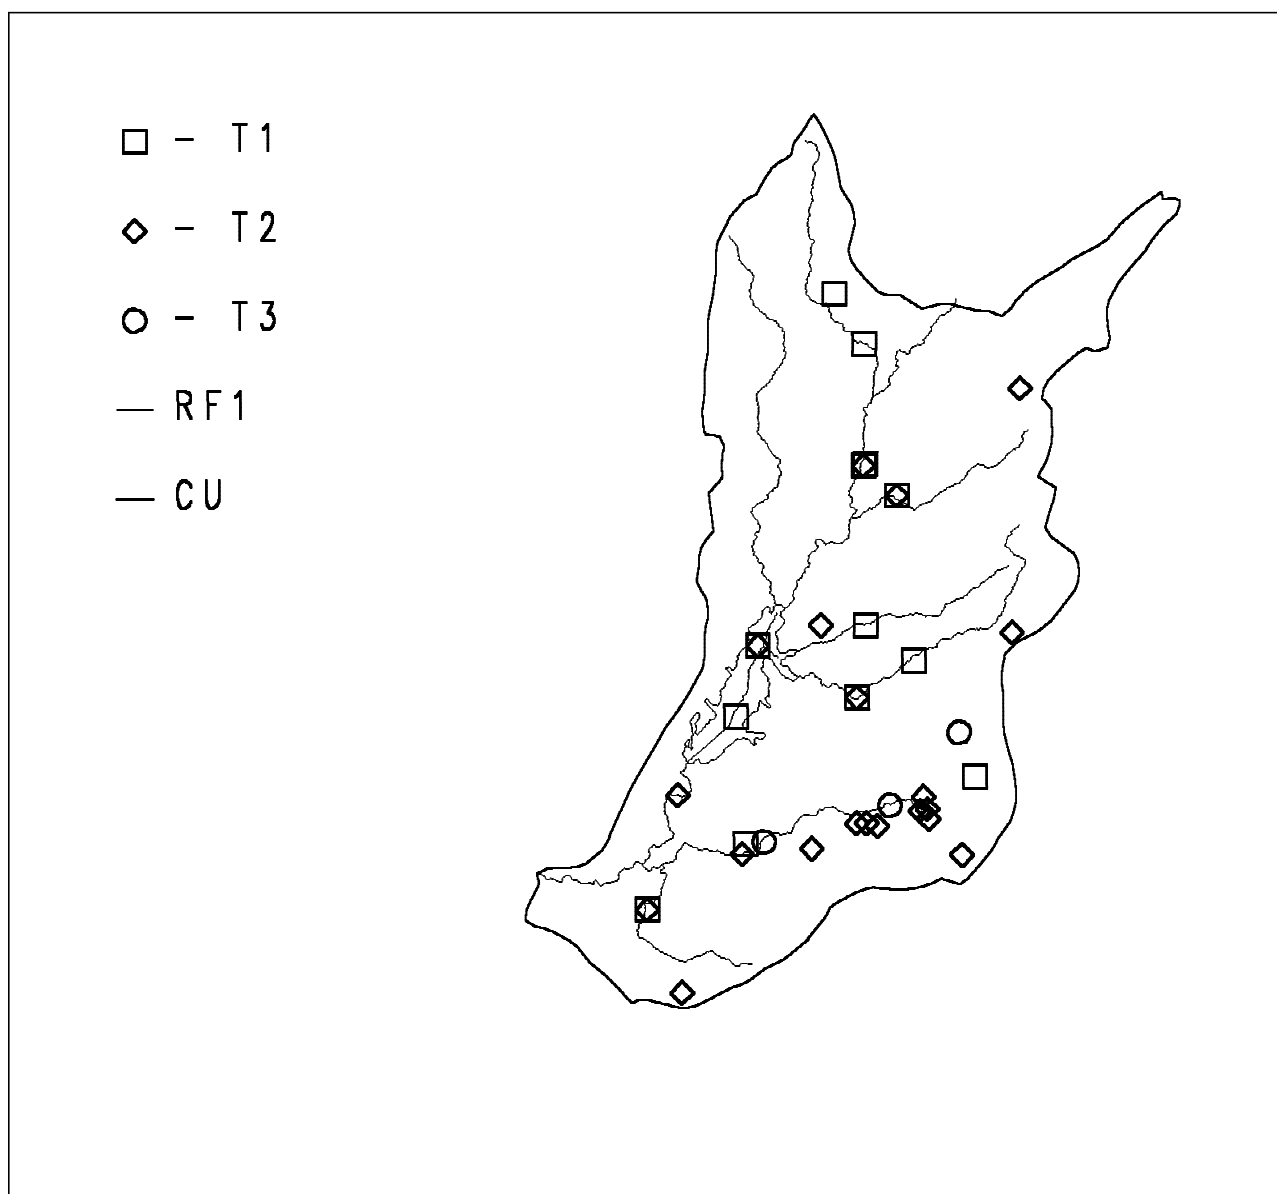 - T1
- T2
- T3
— RF1
— CU